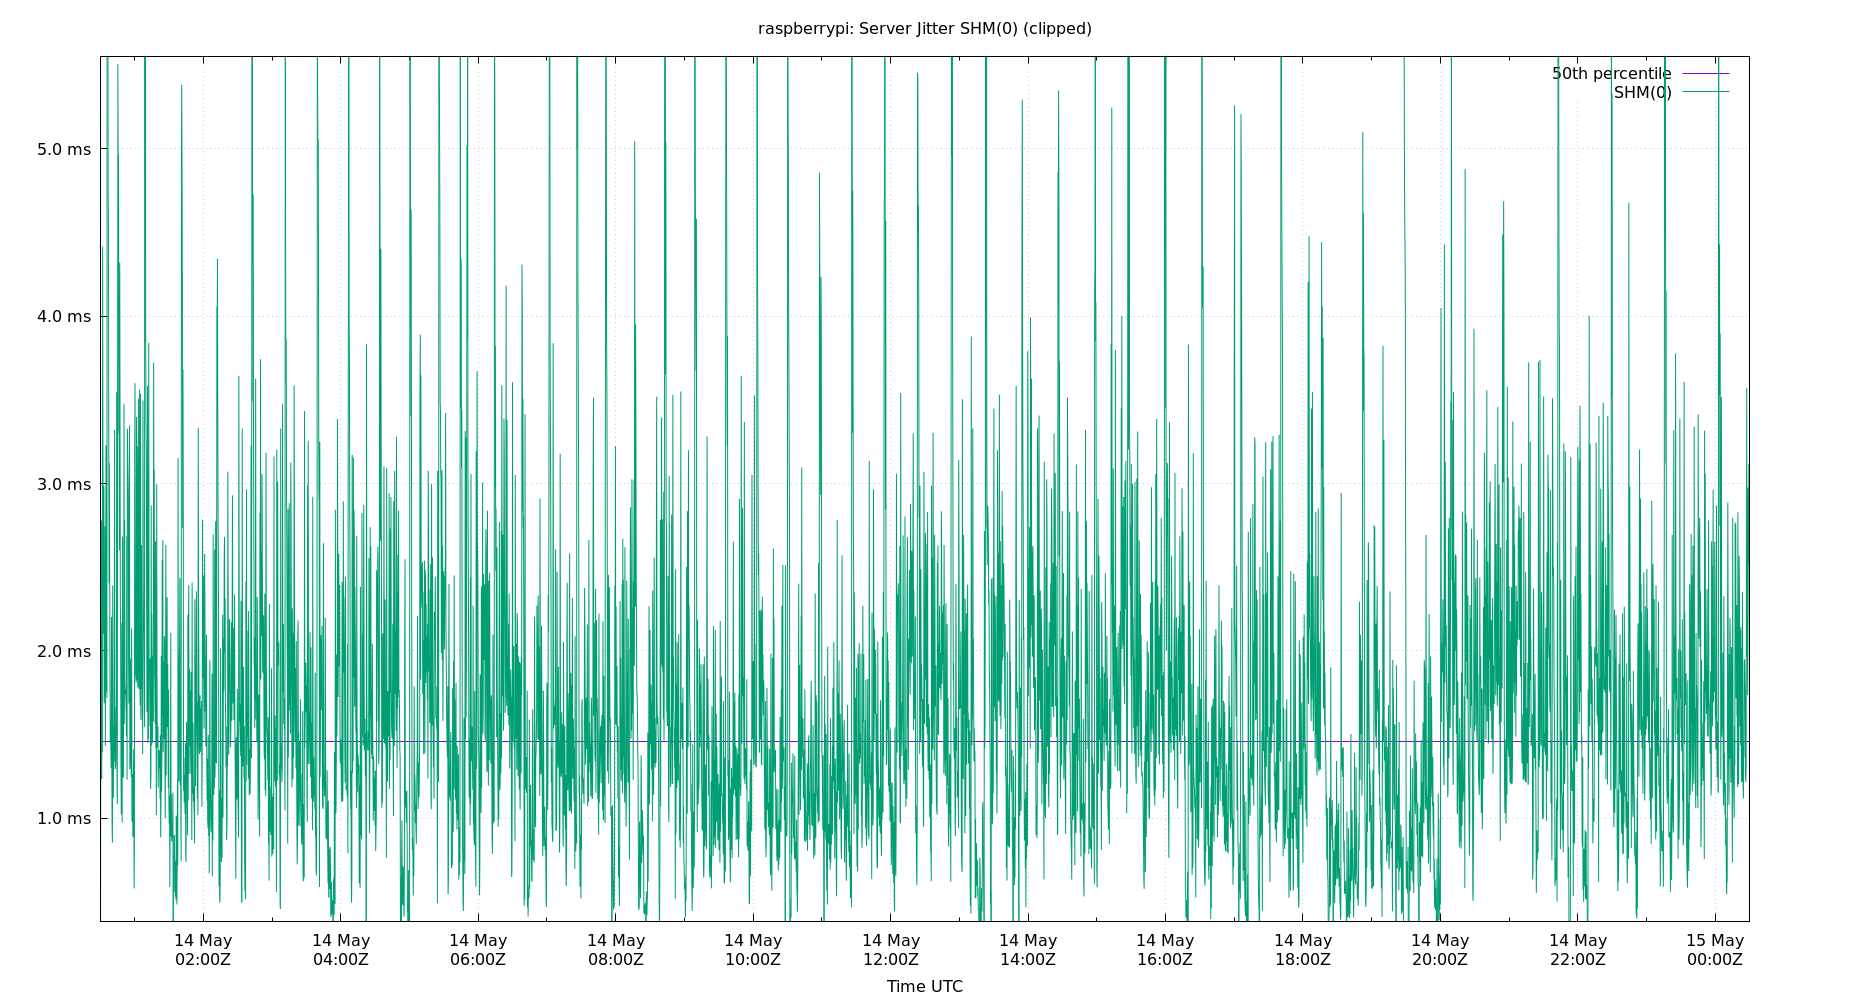 raspberrypi: Server Jitter SHM(0) (clipped)
50th percentile
SHM(0)
5.0 ms
4.0 ms
3.0 ms
2.0 ms
1.0 ms
14 May 14 May 14 May 14 May 14 May 14 May 14 May 14 May 14 May 14 May 14 May 15 May
02:00Z 04:00Z 06:00Z 08:00Z 10:00Z 12:00Z 14:00Z 16:00Z 18:00Z 20:00Z 22:00Z 00:00Z
Time UTC